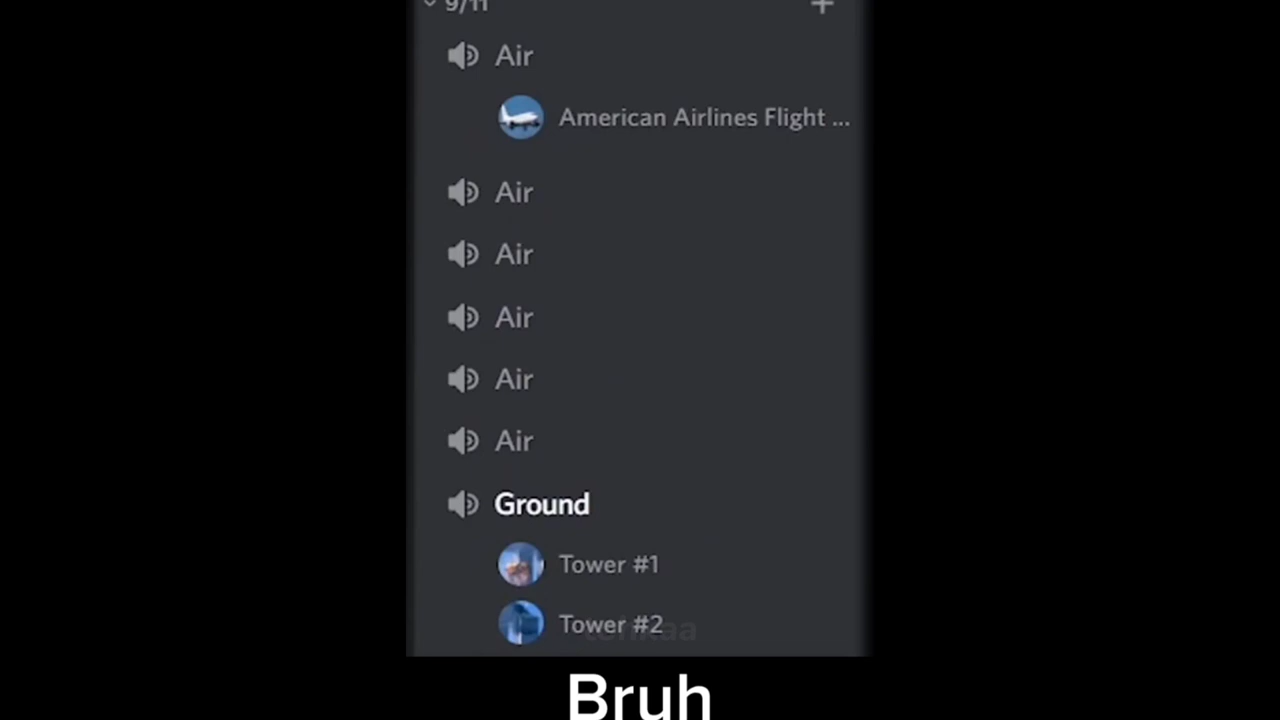 9/11
Air
American Airlines Flight ...
Air
Air
Air
Air
Air
Ground
Tower #1
Tower #2
Bruh